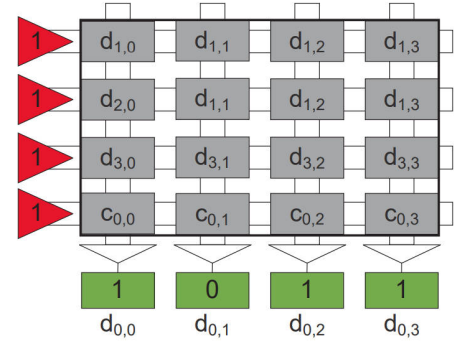 1 d1,0 d1,1 d1,2 d1,3
1 d2,0 d1,1 d1,2 d1,3
1 d3,0 d3,1 d3,2 d3,3
1 c0,0 c0,1 c0,2 c0,3
1 0 1 1
d0,0 d0,1 d0,2 d0,3